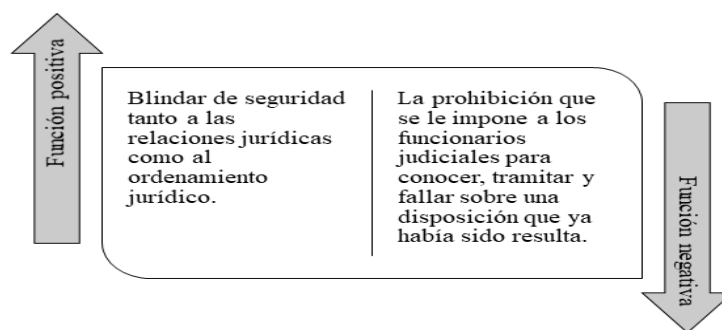 Función positiva
Blindar de seguridad
tanto a las
relaciones jurídicas
como al
ordenamiento
jurídico.
La prohibición que
se le impone a los
funcionarios
judiciales para
conocer, tramitar y
fallar sobre una
disposición que ya
había sido resulta.
Función negativa